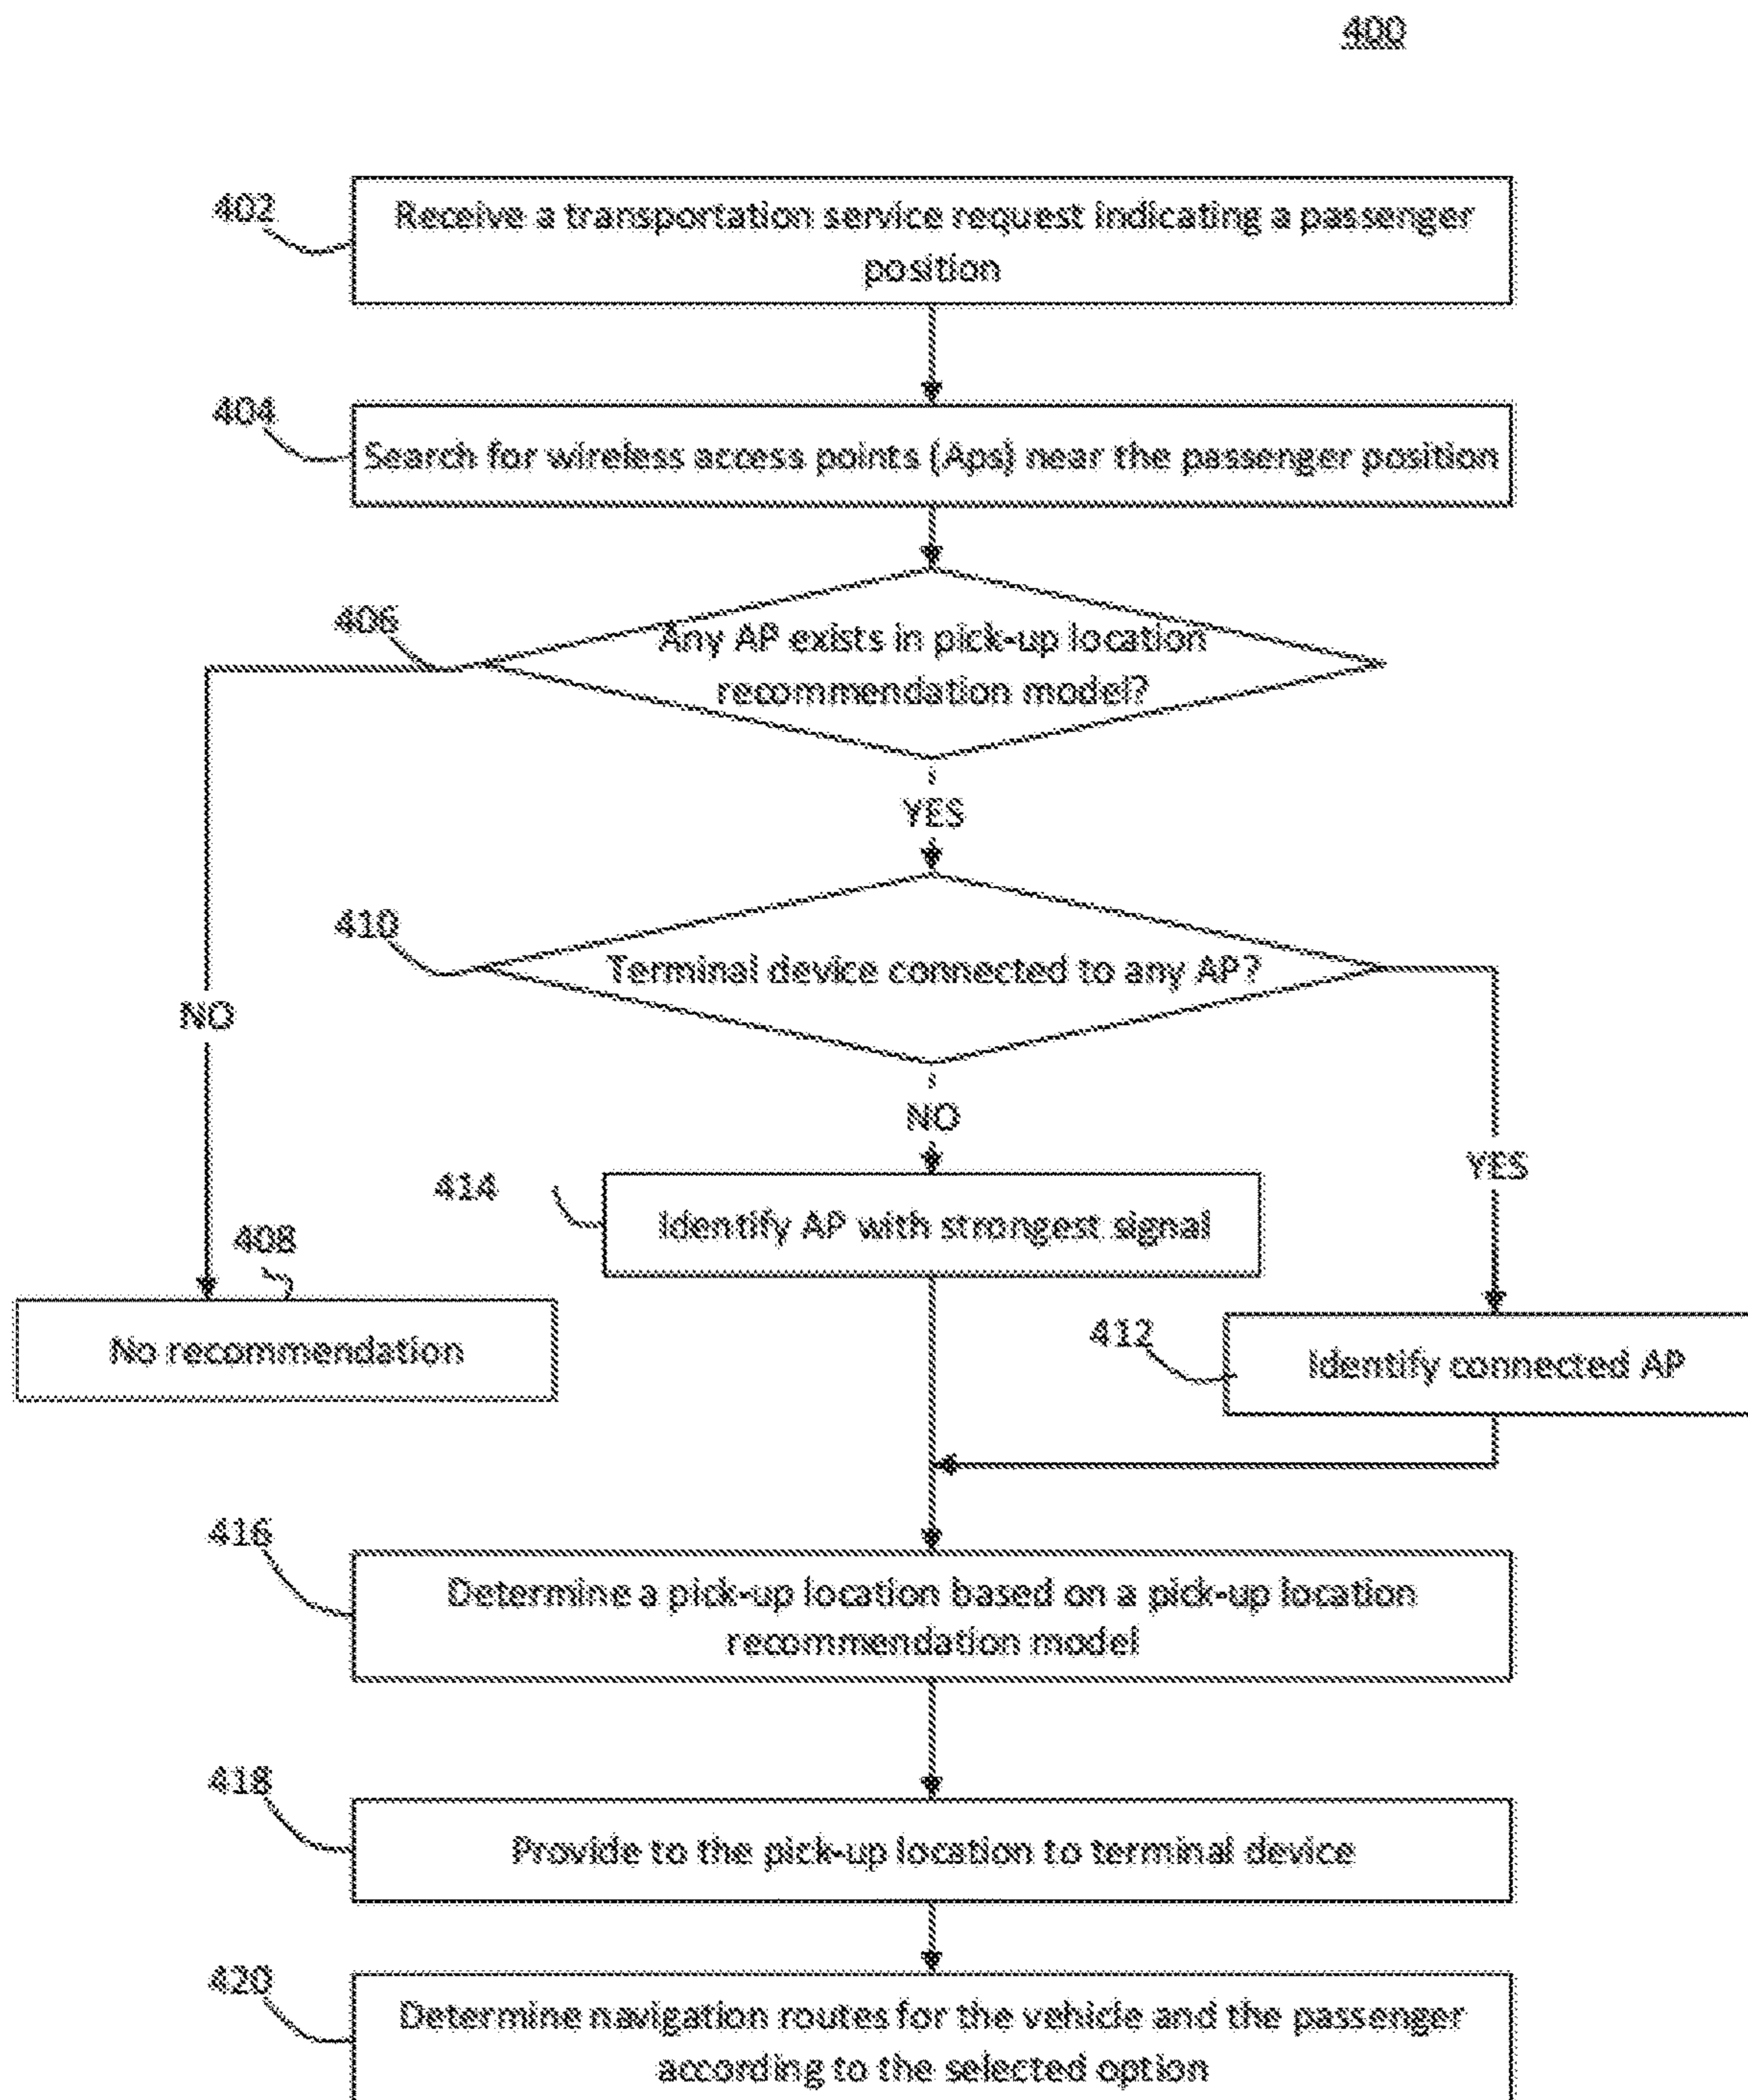 400
402
Receive a transportation service request indicating a passenger
position
404
Search for wireless access points (Aps) near the passenger position
406
Any AP exists in pick-up location
recommendation model?
YES
410
Terminal device connected to any AP?
NO
NO
YES
414
Identify AP with strongest signal
408
No recommendation
412
Identify connected AP
416
Determine a pick-up location based on a pick-up location
recommendation model
418
Provide to the pick-up location to terminal device
420
Determine navigation routes for the vehicle and the passenger
according to the selected option